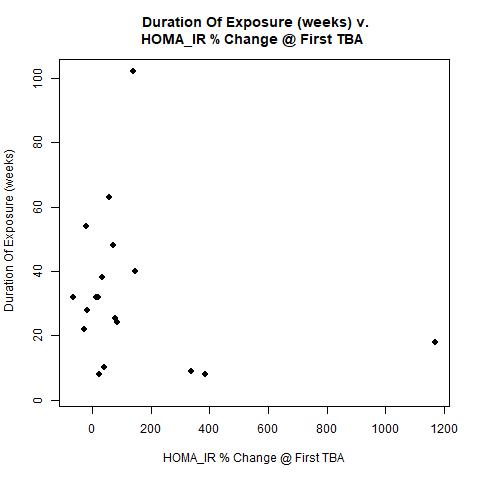 Duration Of Exposure (weeks) v.
HOMA_IR % Change @ First TBA
Duration Of Exposure (weeks)
100
80
60
40
20
0
0 200 400 600 800 1000 1200
HOMA_IR % Change @ First TBA